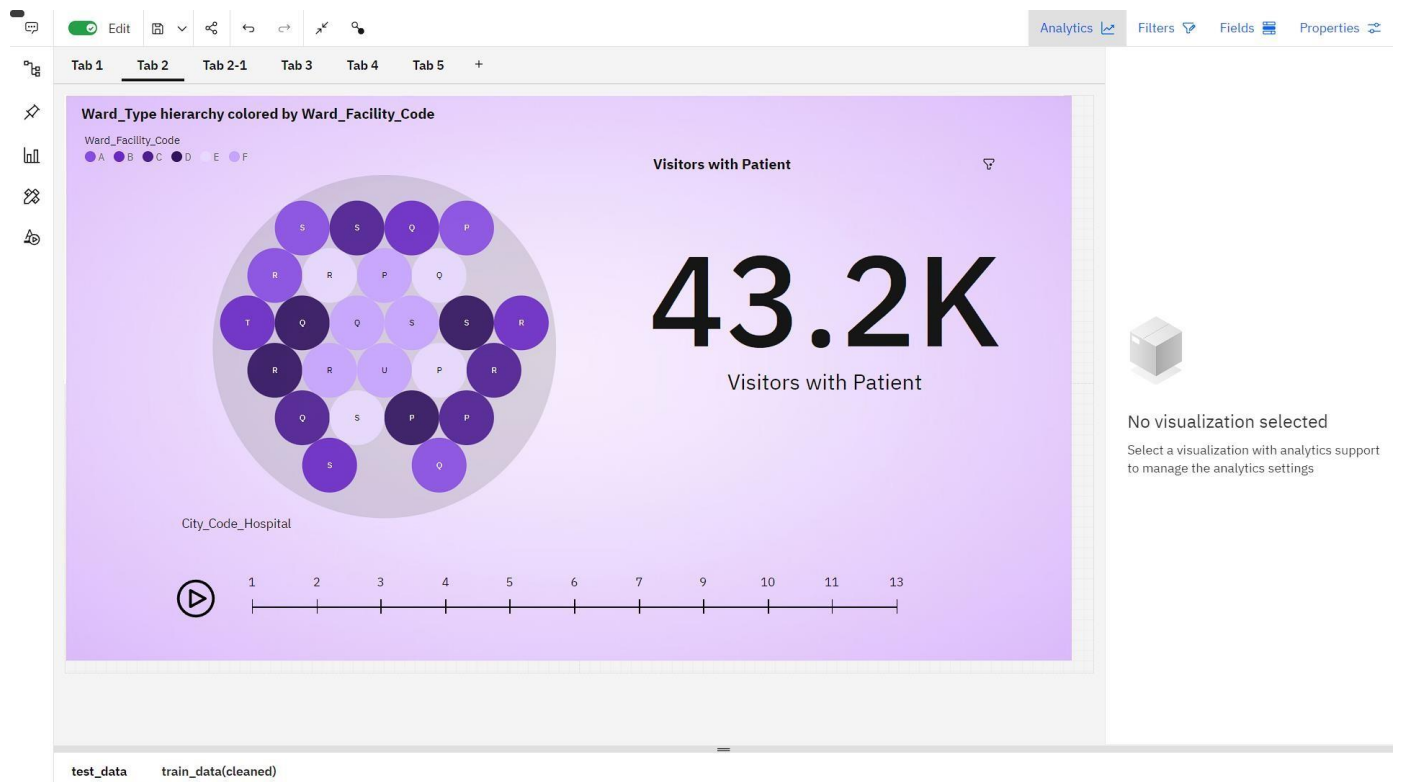 Edit
Analytics Filters Fields Properties
Tab 1 Tab 2 Tab 2-1 Tab 3 Tab 4 Tab 5 +
Ward_Type hierarchy colored by Ward_Facility_Code
Ward_Facility_Code
A B C D E F
Visitors with Patient
S S Q P
R R P Q
T Q Q S S R
R R U P R
Q S P P
S Q
43.2K
Visitors with Patient
No visualization selected
Select a visualization with analytics support
to manage the analytics settings
City_Code_Hospital
1 2 3 4 5 6 7 9 10 11 13
test_data train_data(cleaned)